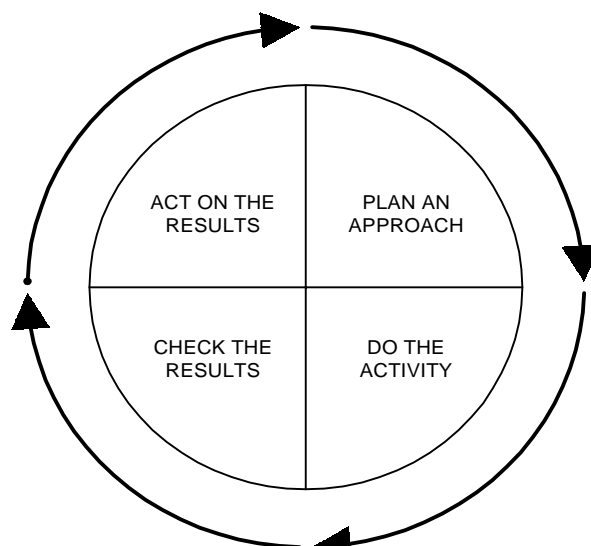 ACT ON THE
RESULTS
PLAN AN
APPROACH
CHECK THE
RESULTS
DO THE
ACTIVITY